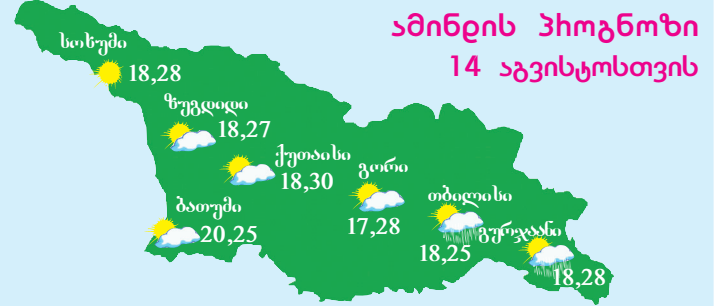 ამინდის პროგნოზი
14 აგვისტოსთვის
სოხუმი
18,28
ზუგდიდი
18,27
ქუთაისი
18,30
გორი
17,28
ბათუმი
20,25
თბილისი
18,25
გურჯაანი
18,28